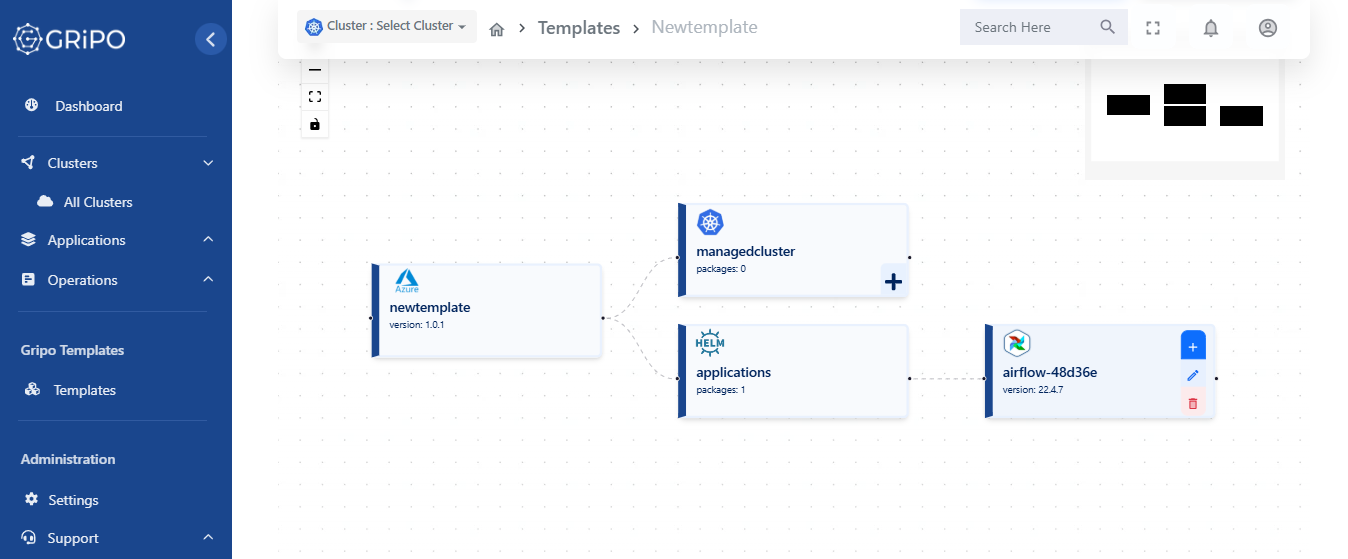 GRiPO
Cluster : Select Cluster
Templates
Newtemplate
Search Here
Dashboard
Clusters
All Clusters
Applications
Operations
Gripo Templates
Templates
Administration
Settings
Support
Azure
newtemplate
version: 1.0.1
managedcluster
packages: 0
HELM
applications
packages: 1
airflow-48d36e
version: 22.4.7